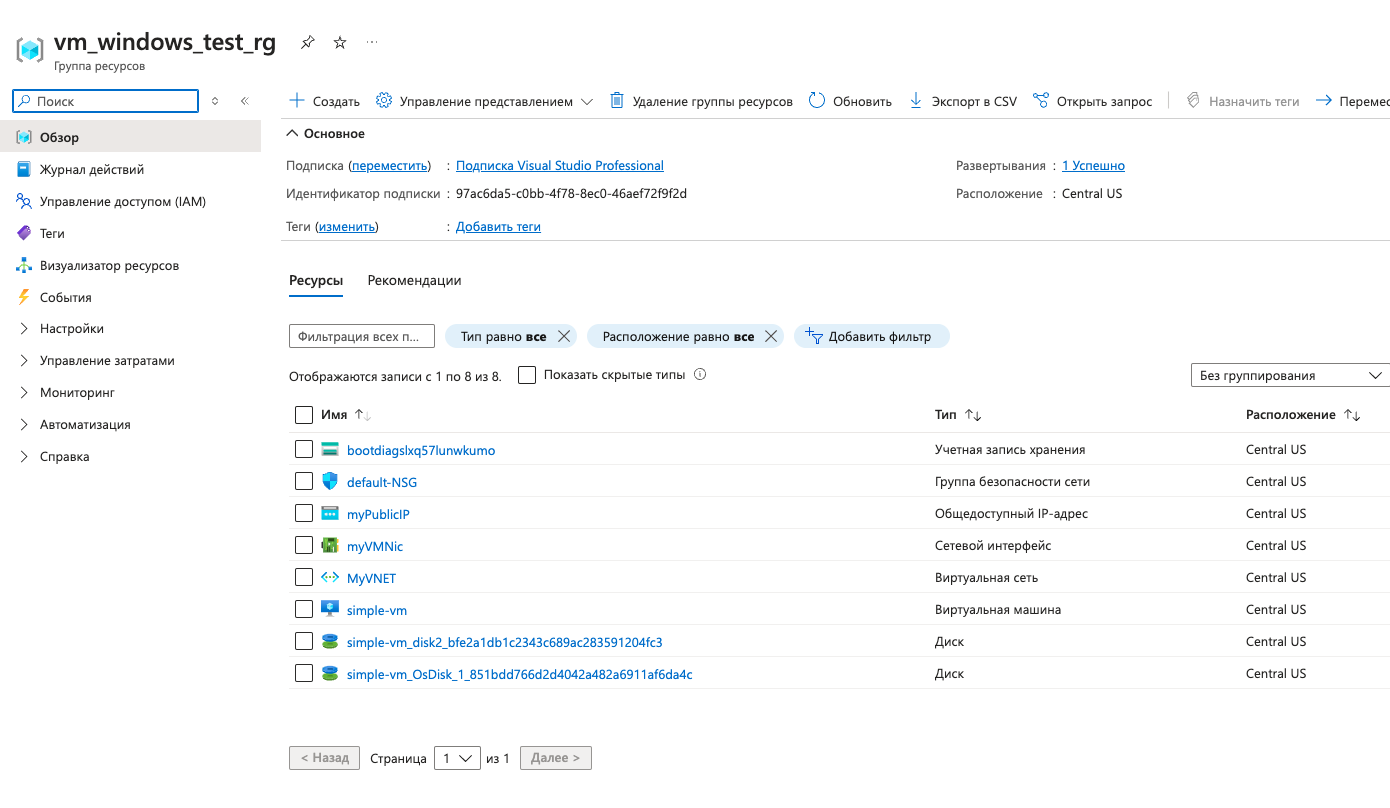 vm_windows_test_rg
Группа ресурсов
Поиск
Обзор
Журнал действий
Управление доступом (IAM)
Теги
Визуализатор ресурсов
События
Настройки
Управление затратами
Мониторинг
Автоматизация
Справка
Создать Управление представлением Удаление группы ресурсов Обновить Экспорт в CSV Открыть запрос Назначить теги Перемес
Основное
Подписка (переместить) : Подписка Visual Studio Professional Развертывания : 1 Успешно
Идентификатор подписки : 97ac6da5-c0bb-4f78-8ec0-46aef72f9f2d Расположение : Central US
Теги (изменить) : Добавить теги
Ресурсы Рекомендации
Фильтрация всех п... Тип равно все Расположение равно все Добавить фильтр
Отображаются записи с 1 по 8 из 8. Показать скрытые типы Без группирования
Имя Тип Расположение
bootdiagslxq57lunwkumo Учетная запись хранения Central US
default-NSG Группа безопасности сети Central US
myPublicIP Общедоступный IP-адрес Central US
myVMNic Сетевой интерфейс Central US
MyVNET Виртуальная сеть Central US
simple-vm Виртуальная машина Central US
simple-vm_disk2_bfe2a1db1c2343c689ac283591204fc3 Диск Central US
simple-vm_OsDisk_1_851bdd766d2d4042a482a6911af6da4c Диск Central US
< Назад Страница 1 из 1 Далее >